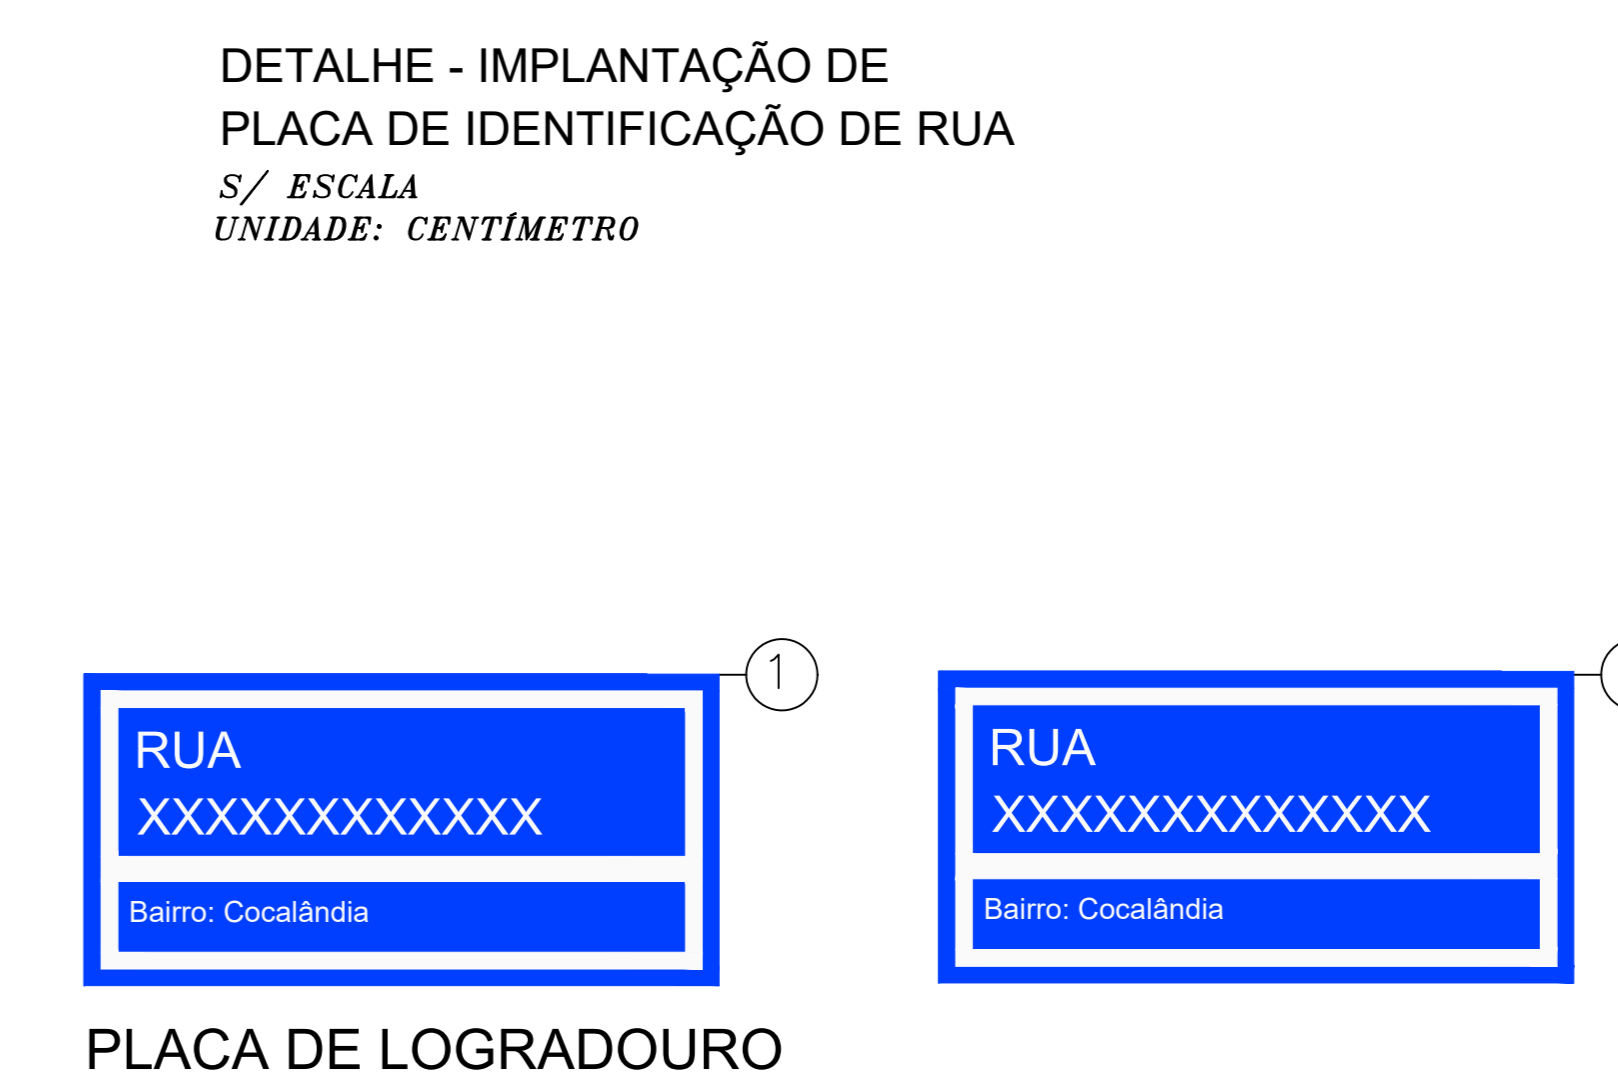 DETALHE - IMPLANTAÇÃO DE
PLACA DE IDENTIFICAÇÃO DE RUA
S/ ESCALA
UNIDADE: CENTÍMETRO
1
RUA
XXXXXXXXXXXX
Bairro: Cocalândia
RUA
XXXXXXXXXXXXX
Bairro: Cocalândia
PLACA DE LOGRADOURO